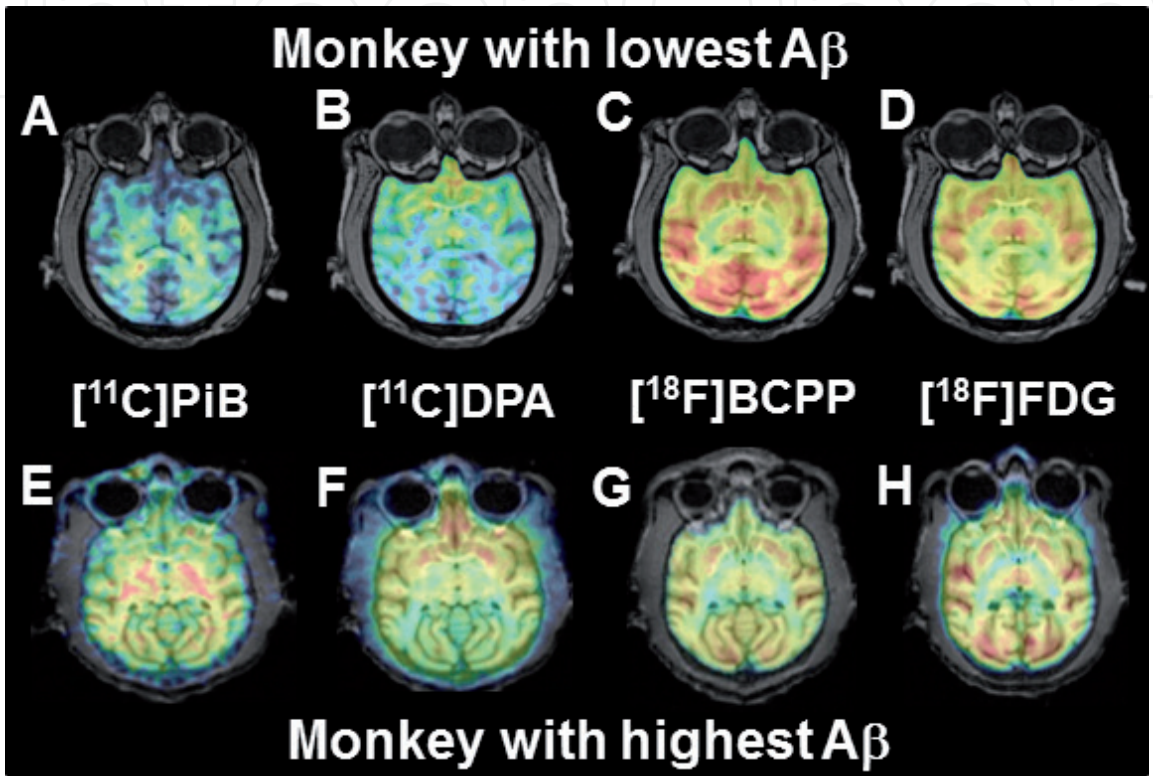 Monkey with lowest Aβ
A B C D
[¹¹C]PiB [¹¹C]DPA [¹⁸F]BCPP [¹⁸F]FDG
E F G H
Monkey with highest Aβ